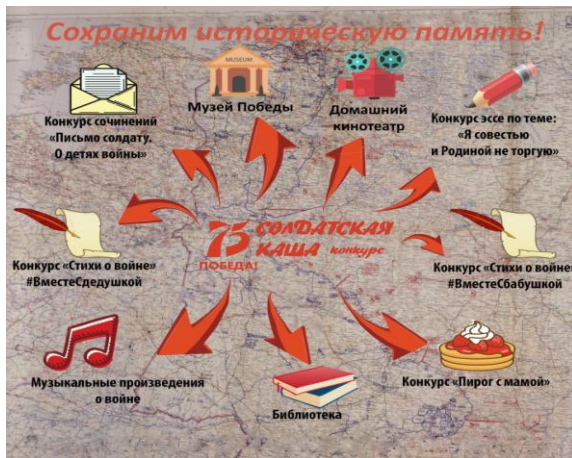 Сохраним историческую память!
MUSEUM
Музей Победы
Домашний
кинотеатр
Конкурс сочинений
«Письмо солдату.
О детях войны»
Конкурс эссе по теме:
«Я совестью
и Родиной не торгую»
75 СОЛДАТСКАЯ
КАША конкурс
ПОБЕДА!
Конкурс «Стихи о войне»
#ВместеСдедушкой
Конкурс «Стихи о войне»
#ВместеСбабушкой
Музыкальные произведения
о войне
Библиотека
Конкурс «Пирог с мамой»